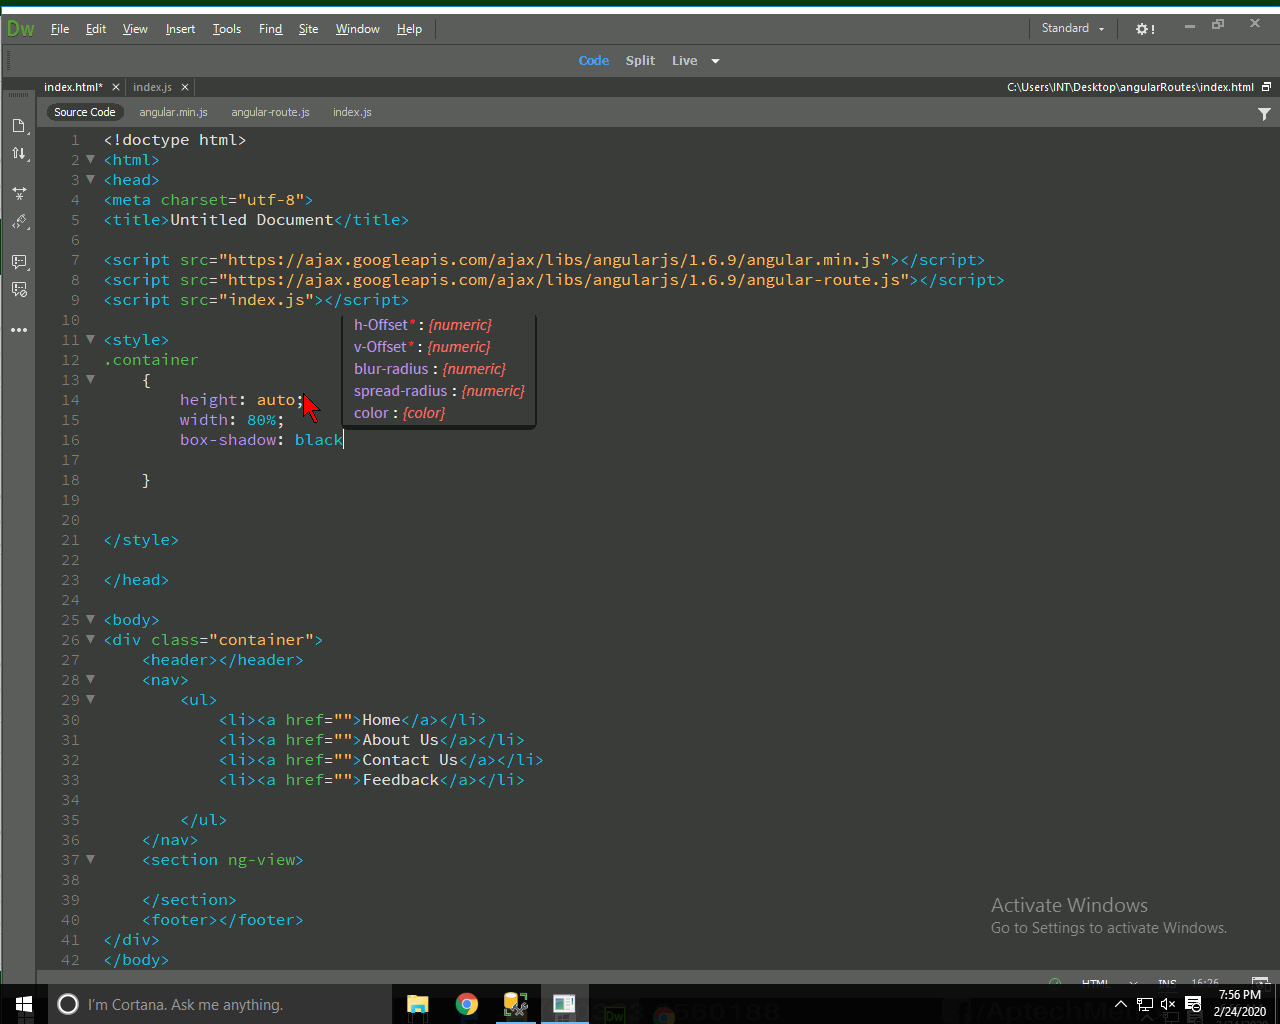 Dw File Edit View Insert Tools Find Site Window Help Standard
Code Split Live
index.html* index.js C:\Users\INT\Desktop\angularRoutes\index.html
Source Code angular.min.js angular-route.js index.js
1 <!doctype html>
2 <html>
3 <head>
4 <meta charset="utf-8">
5 <title>Untitled Document</title>
6
7 <script src="https://ajax.googleapis.com/ajax/libs/angularjs/1.6.9/angular.min.js"></script>
8 <script src="https://ajax.googleapis.com/ajax/libs/angularjs/1.6.9/angular-route.js"></script>
9 <script src="index.js"></script>
10
h-Offset* : {numeric}
v-Offset* : {numeric}
blur-radius : {numeric}
spread-radius : {numeric}
color : {color}
11 <style>
12 .container
13 {
14 height: auto;
15 width: 80%;
16 box-shadow: black
17
18 }
19
20
21 </style>
22
23 </head>
24
25 <body>
26 <div class="container">
27 <header></header>
28 <nav>
29 <ul>
30 <li><a href="">Home</a></li>
31 <li><a href="">About Us</a></li>
32 <li><a href="">Contact Us</a></li>
33 <li><a href="">Feedback</a></li>
34
35 </ul>
36 </nav>
37 <section ng-view>
38
39 </section>
40 <footer></footer>
41 </div>
42 </body>
Activate Windows
Go to Settings to activate Windows.
HTML INS 16:26
I'm Cortana. Ask me anything.
7:56 PM
2/24/2020